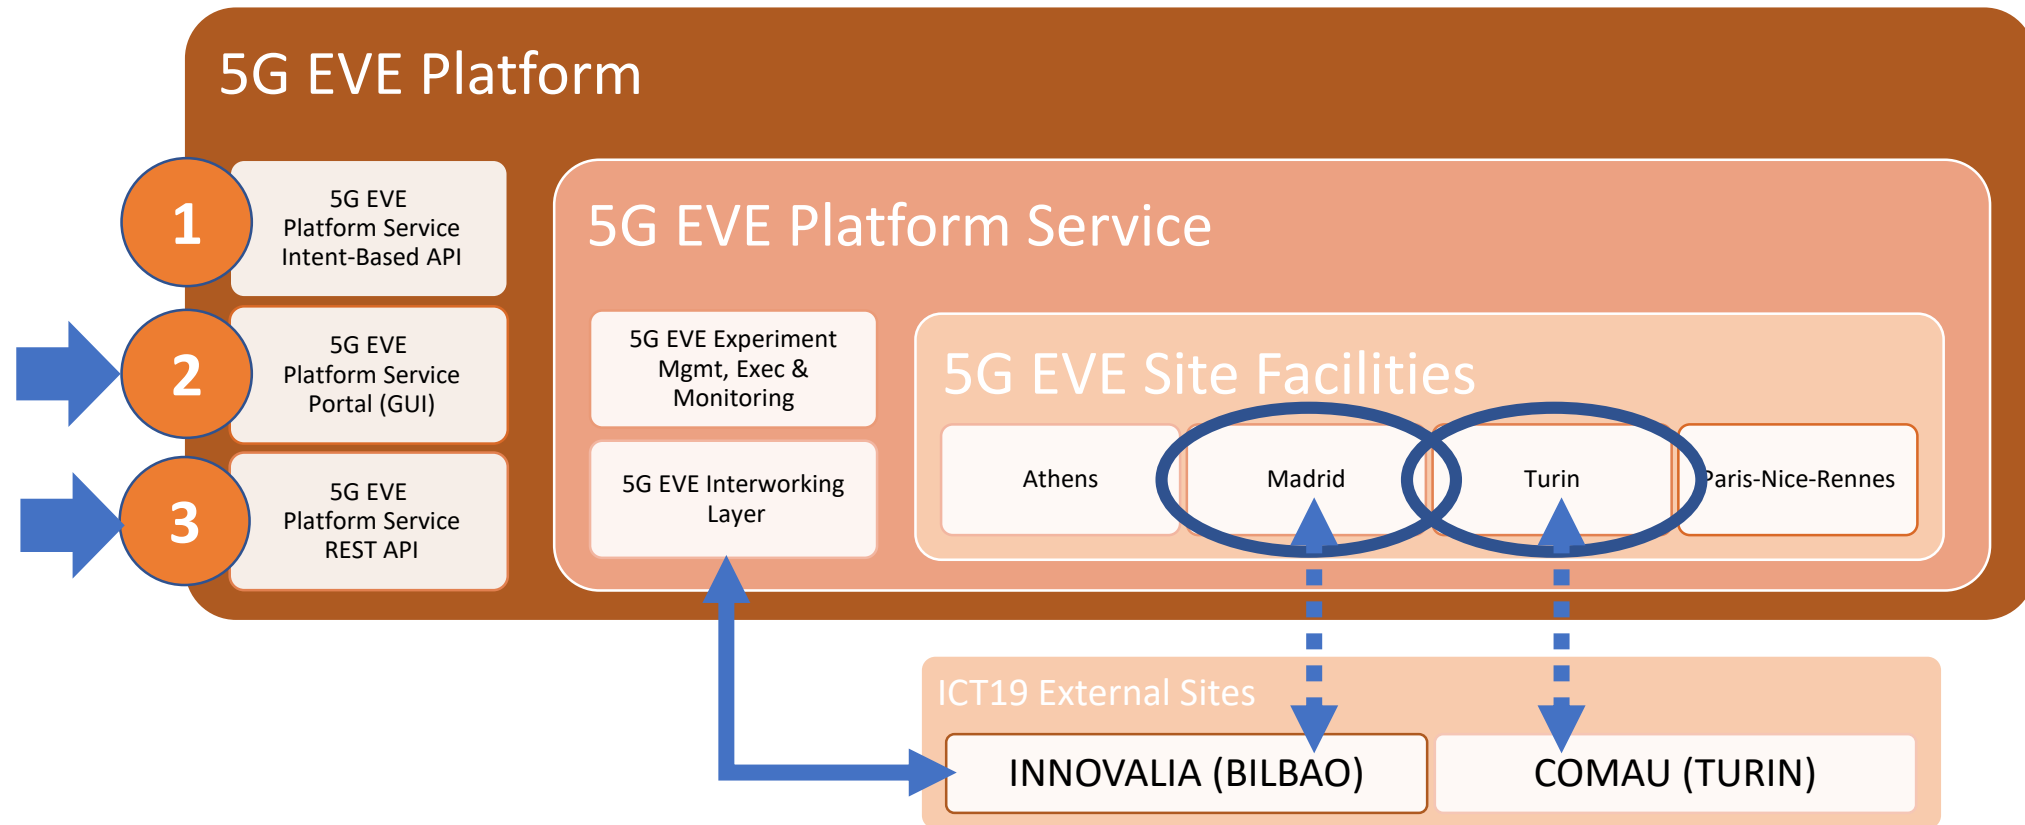 5G EVE Platform
1
5G EVE
Platform Service
Intent-Based API
2
5G EVE
Platform Service
Portal (GUI)
3
5G EVE
Platform Service
REST API
5G EVE Platform Service
5G EVE Experiment
Mgmt, Exec &
Monitoring
5G EVE Interworking
Layer
5G EVE Site Facilities
Athens
Madrid
Turin
Paris-Nice-Rennes
ICT19 External Sites
INNOVALIA (BILBAO)
COMAU (TURIN)